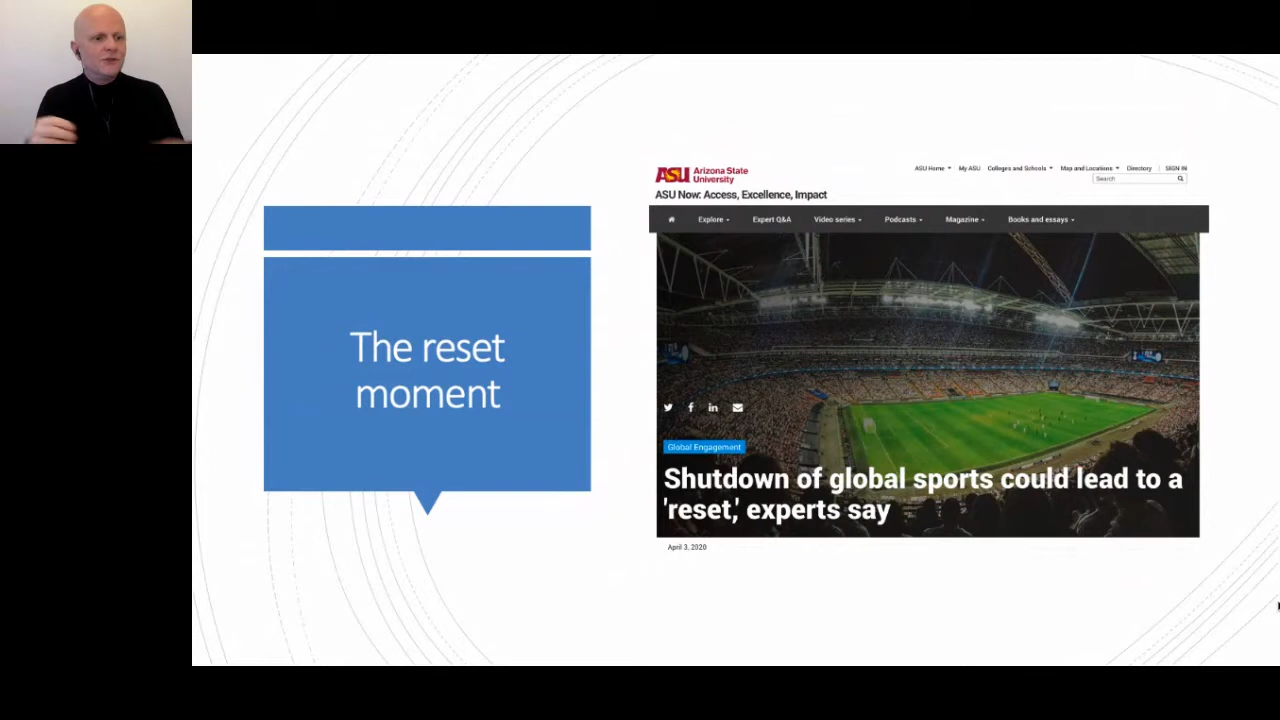 The reset
moment
ASU Arizona State
University
ASU Home My ASU Colleges and Schools Map and Locations Directory SIGN IN
Search
ASU Now: Access, Excellence, Impact
Explore Expert Q&A Video series Podcasts Magazine Books and essays
Global Engagement
Shutdown of global sports could lead to a
'reset,' experts say
April 3, 2020